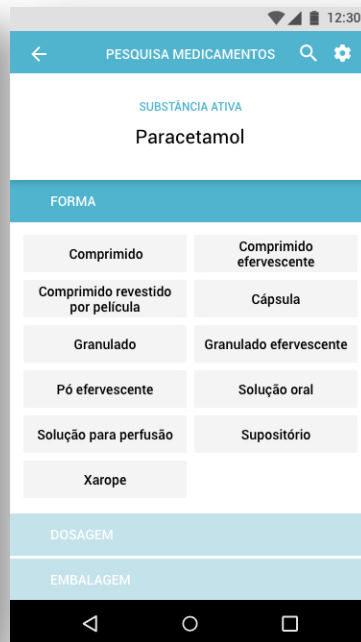 12:30
PESQUISA MEDICAMENTOS
SUBSTÂNCIA ATIVA
Paracetamol
FORMA
Comprimido
Comprimido
efervescente
Comprimido revestido
por película
Cápsula
Granulado
Granulado efervescente
Pó efervescente
Solução oral
Solução para perfusão
Supositório
Xarope
DOSAGEM
EMBALAGEM